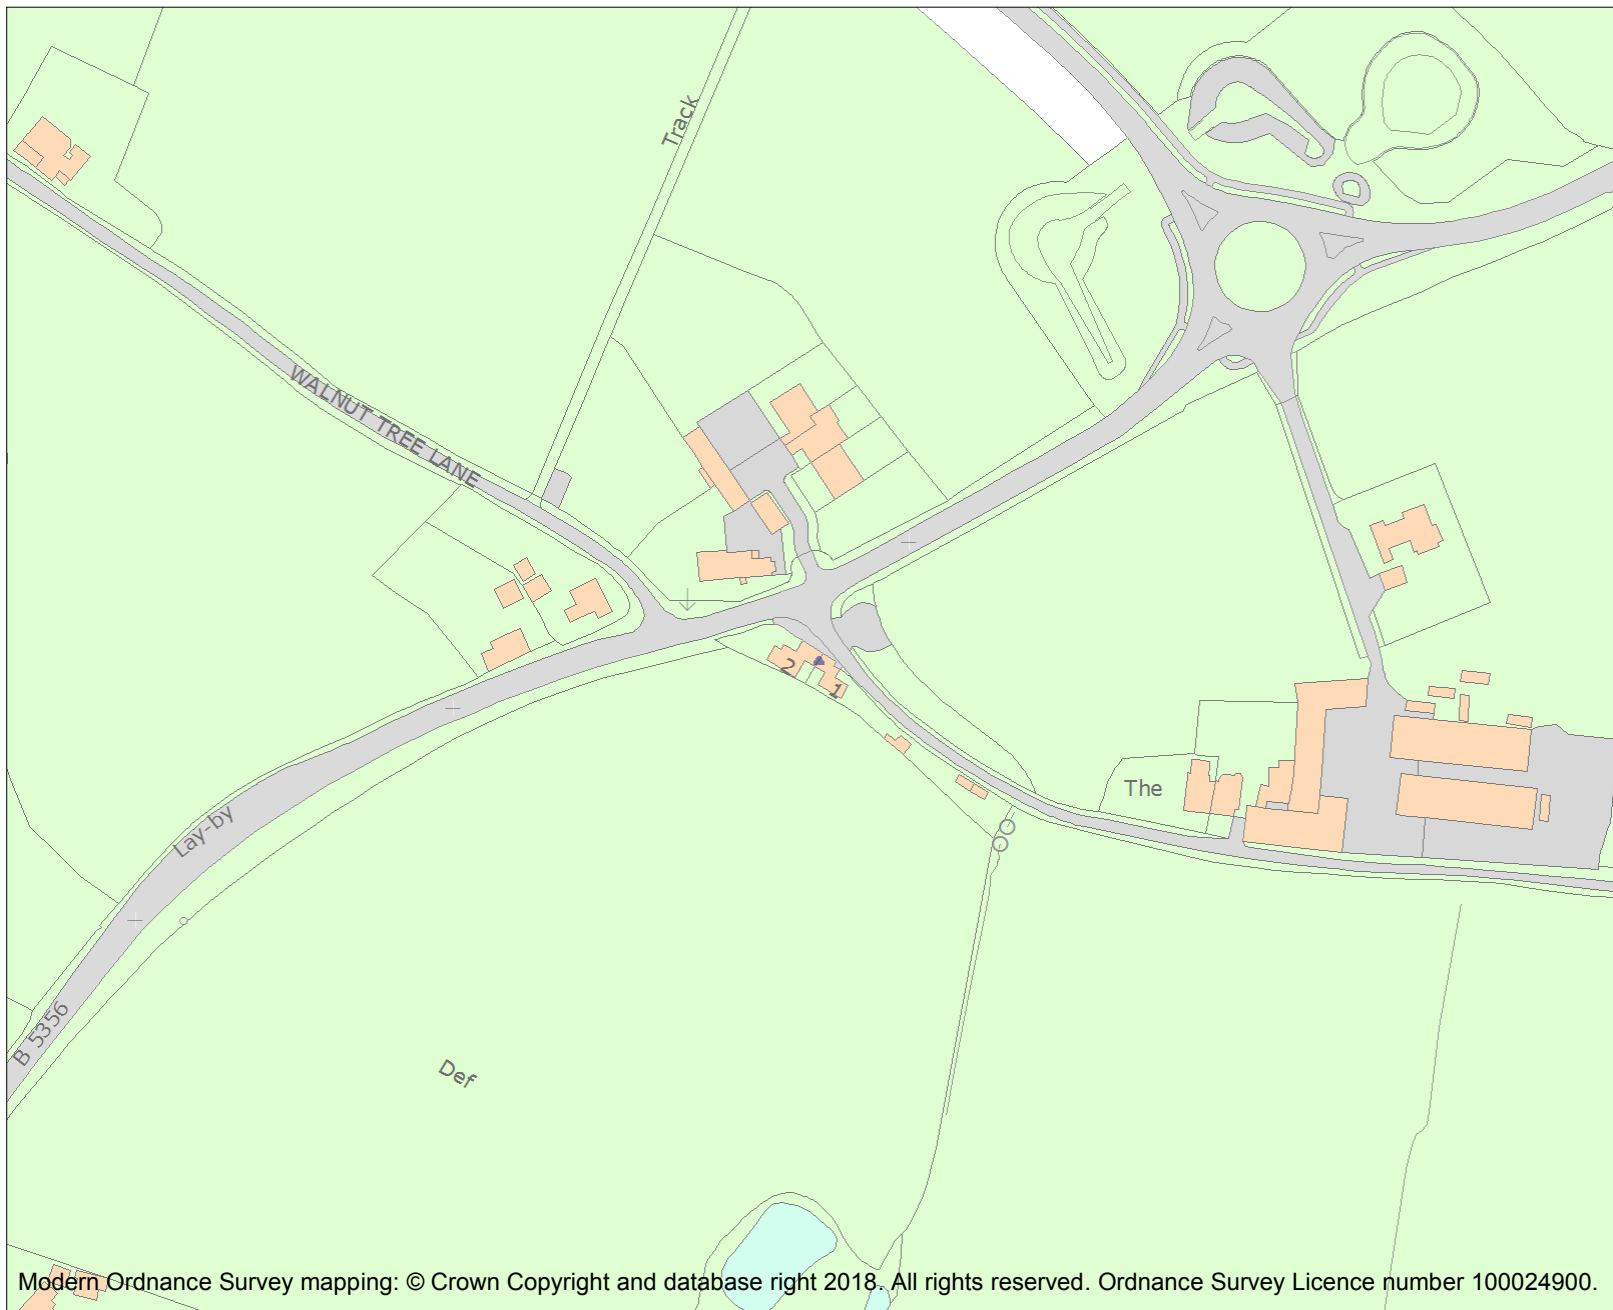 Track
WALNUT TREE LANE
2
1
The
Lay-by
B 5356
Def
Modern Ordnance Survey mapping: © Crown Copyright and database right 2018. All rights reserved. Ordnance Survey Licence number 100024900.